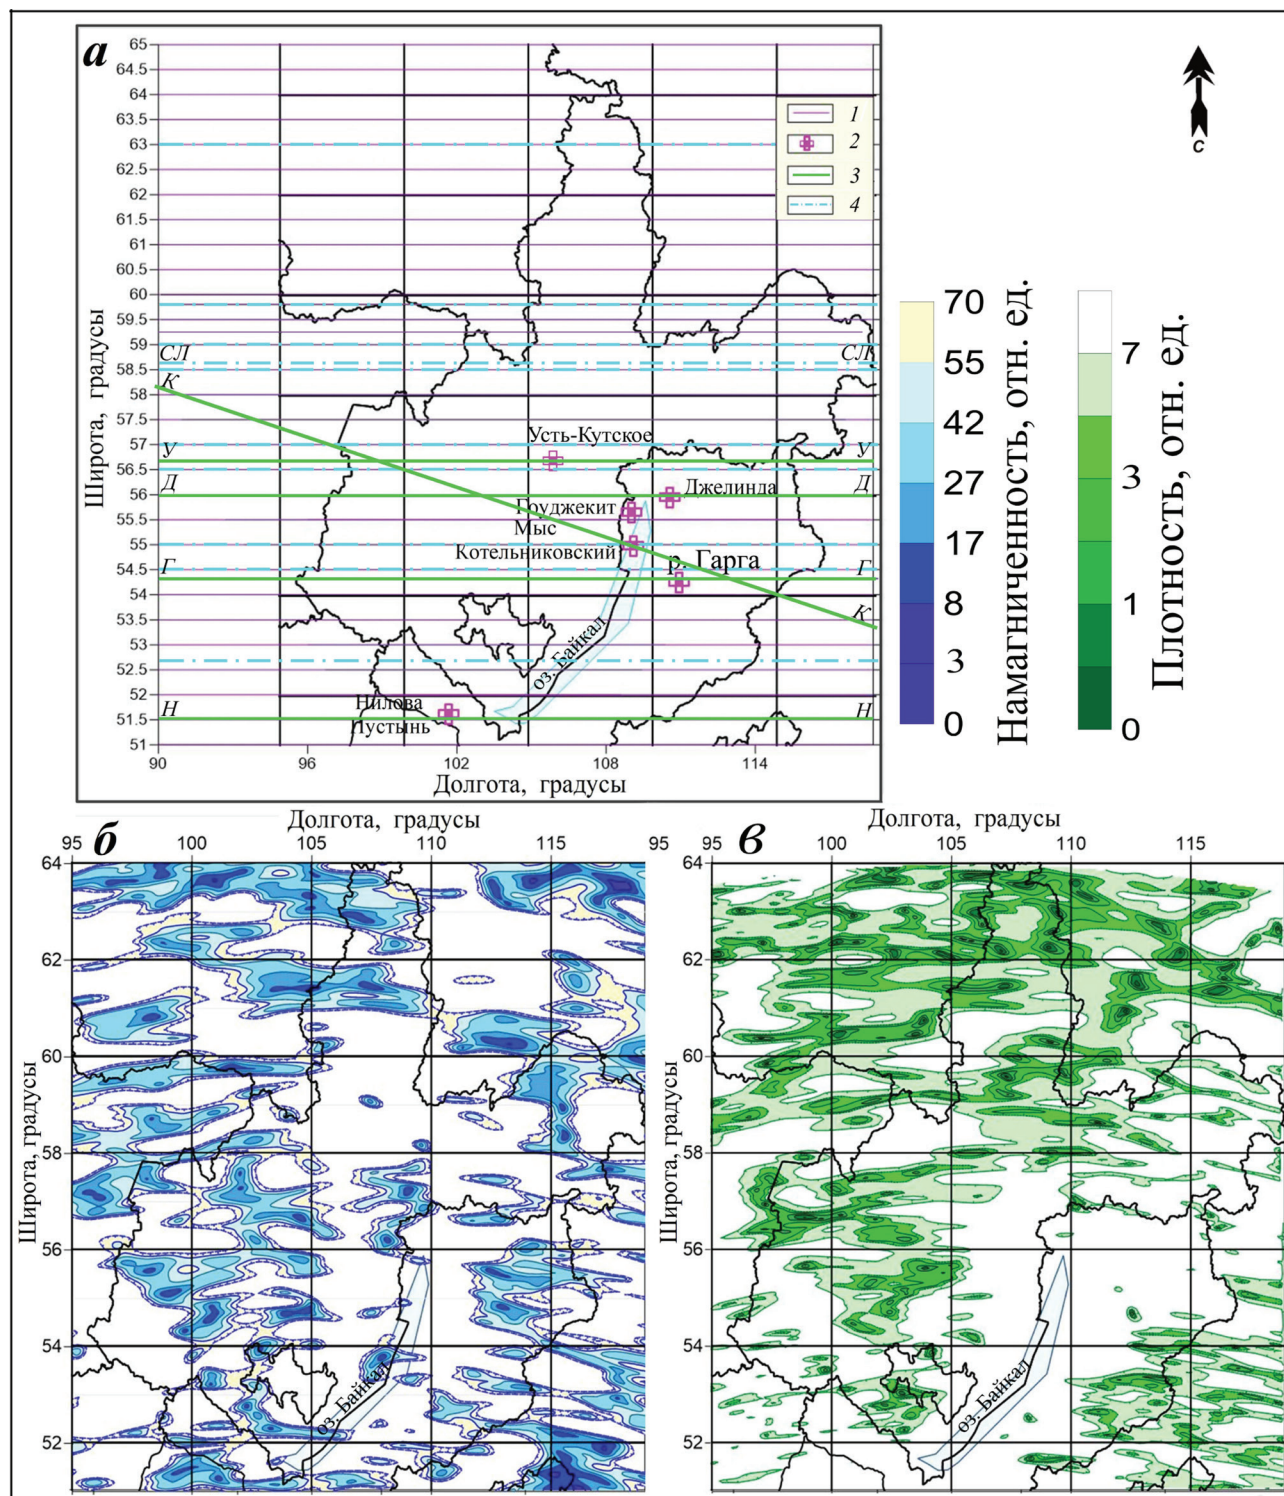 а
65
64.5
64
63.5
63
62.5
62
61.5
61
60.5
60
59.5
59
58.5
58
57.5
57
56.5
56
55.5
55
54.5
54
53.5
53
52.5
52
51.5
51
Широта, градусы
90 96 102 108 114
Долгота, градусы
1
2
3
4
СЛ СЛ
К
У У
Д Д
Г Г
К
Н Н
Усть-Кутское
Джелинда
Гоуджекит
Мыс
Котельниковский
р. Гарга
оз. Байкал
Нилова
Пустынь
с
70
55
42
27
17
8
3
0
Намагниченность, отн. ед.
7
3
1
0
Плотность, отн. ед.
б
Долгота, градусы
95 100 105 110 115
64
62
60
58
56
54
52
Широта, градусы
оз. Байкал
в
Долгота, градусы
95 95 100 105 110 115
64
62
60
58
56
54
52
Широта, градусы
оз. Байкал